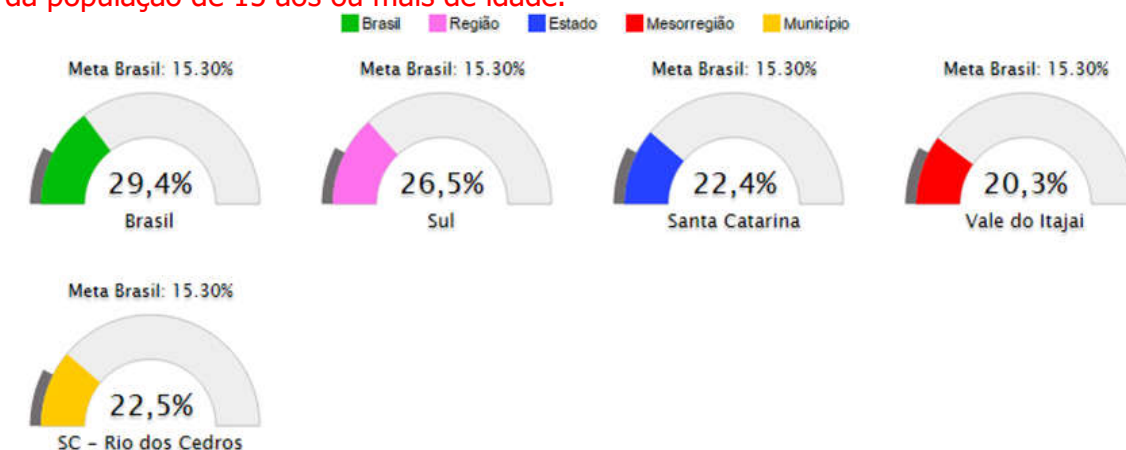 da população de 15 aos ou mais de idade.
Brasil Região Estado Mesorregião Município
Meta Brasil: 15.30% Meta Brasil: 15.30% Meta Brasil: 15.30% Meta Brasil: 15.30%
29,4% 26,5% 22,4% 20,3%
Brasil Sul Santa Catarina Vale do Itajai
Meta Brasil: 15.30%
22,5%
SC – Rio dos Cedros